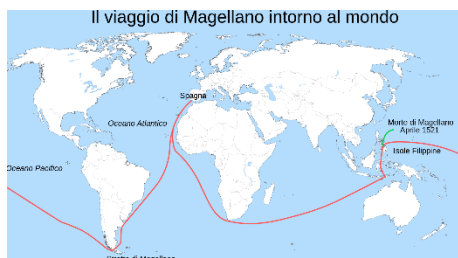 Il viaggio di Magellano intorno al mondo
Spagna
Oceano Atlantico
Morte di Magellano
Aprile 1521
Isole Filippine
Oceano Pacifico